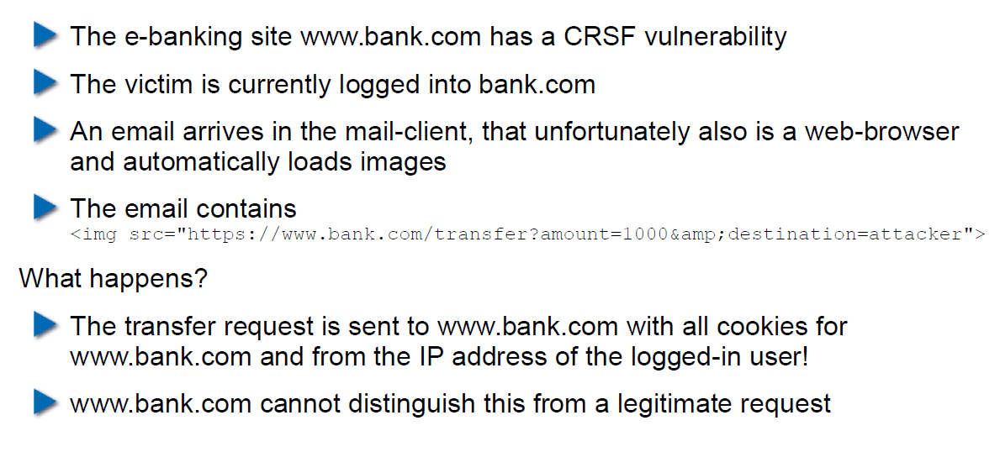 The e-banking site www.bank.com has a CRSF vulnerability
The victim is currently logged into bank.com
An email arrives in the mail-client, that unfortunately also is a web-browser
and automatically loads images
The email contains
<img src="https://www.bank.com/transfer?amount=1000&amp;destination=attacker">
What happens?
The transfer request is sent to www.bank.com with all cookies for
www.bank.com and from the IP address of the logged-in user!
www.bank.com cannot distinguish this from a legitimate request